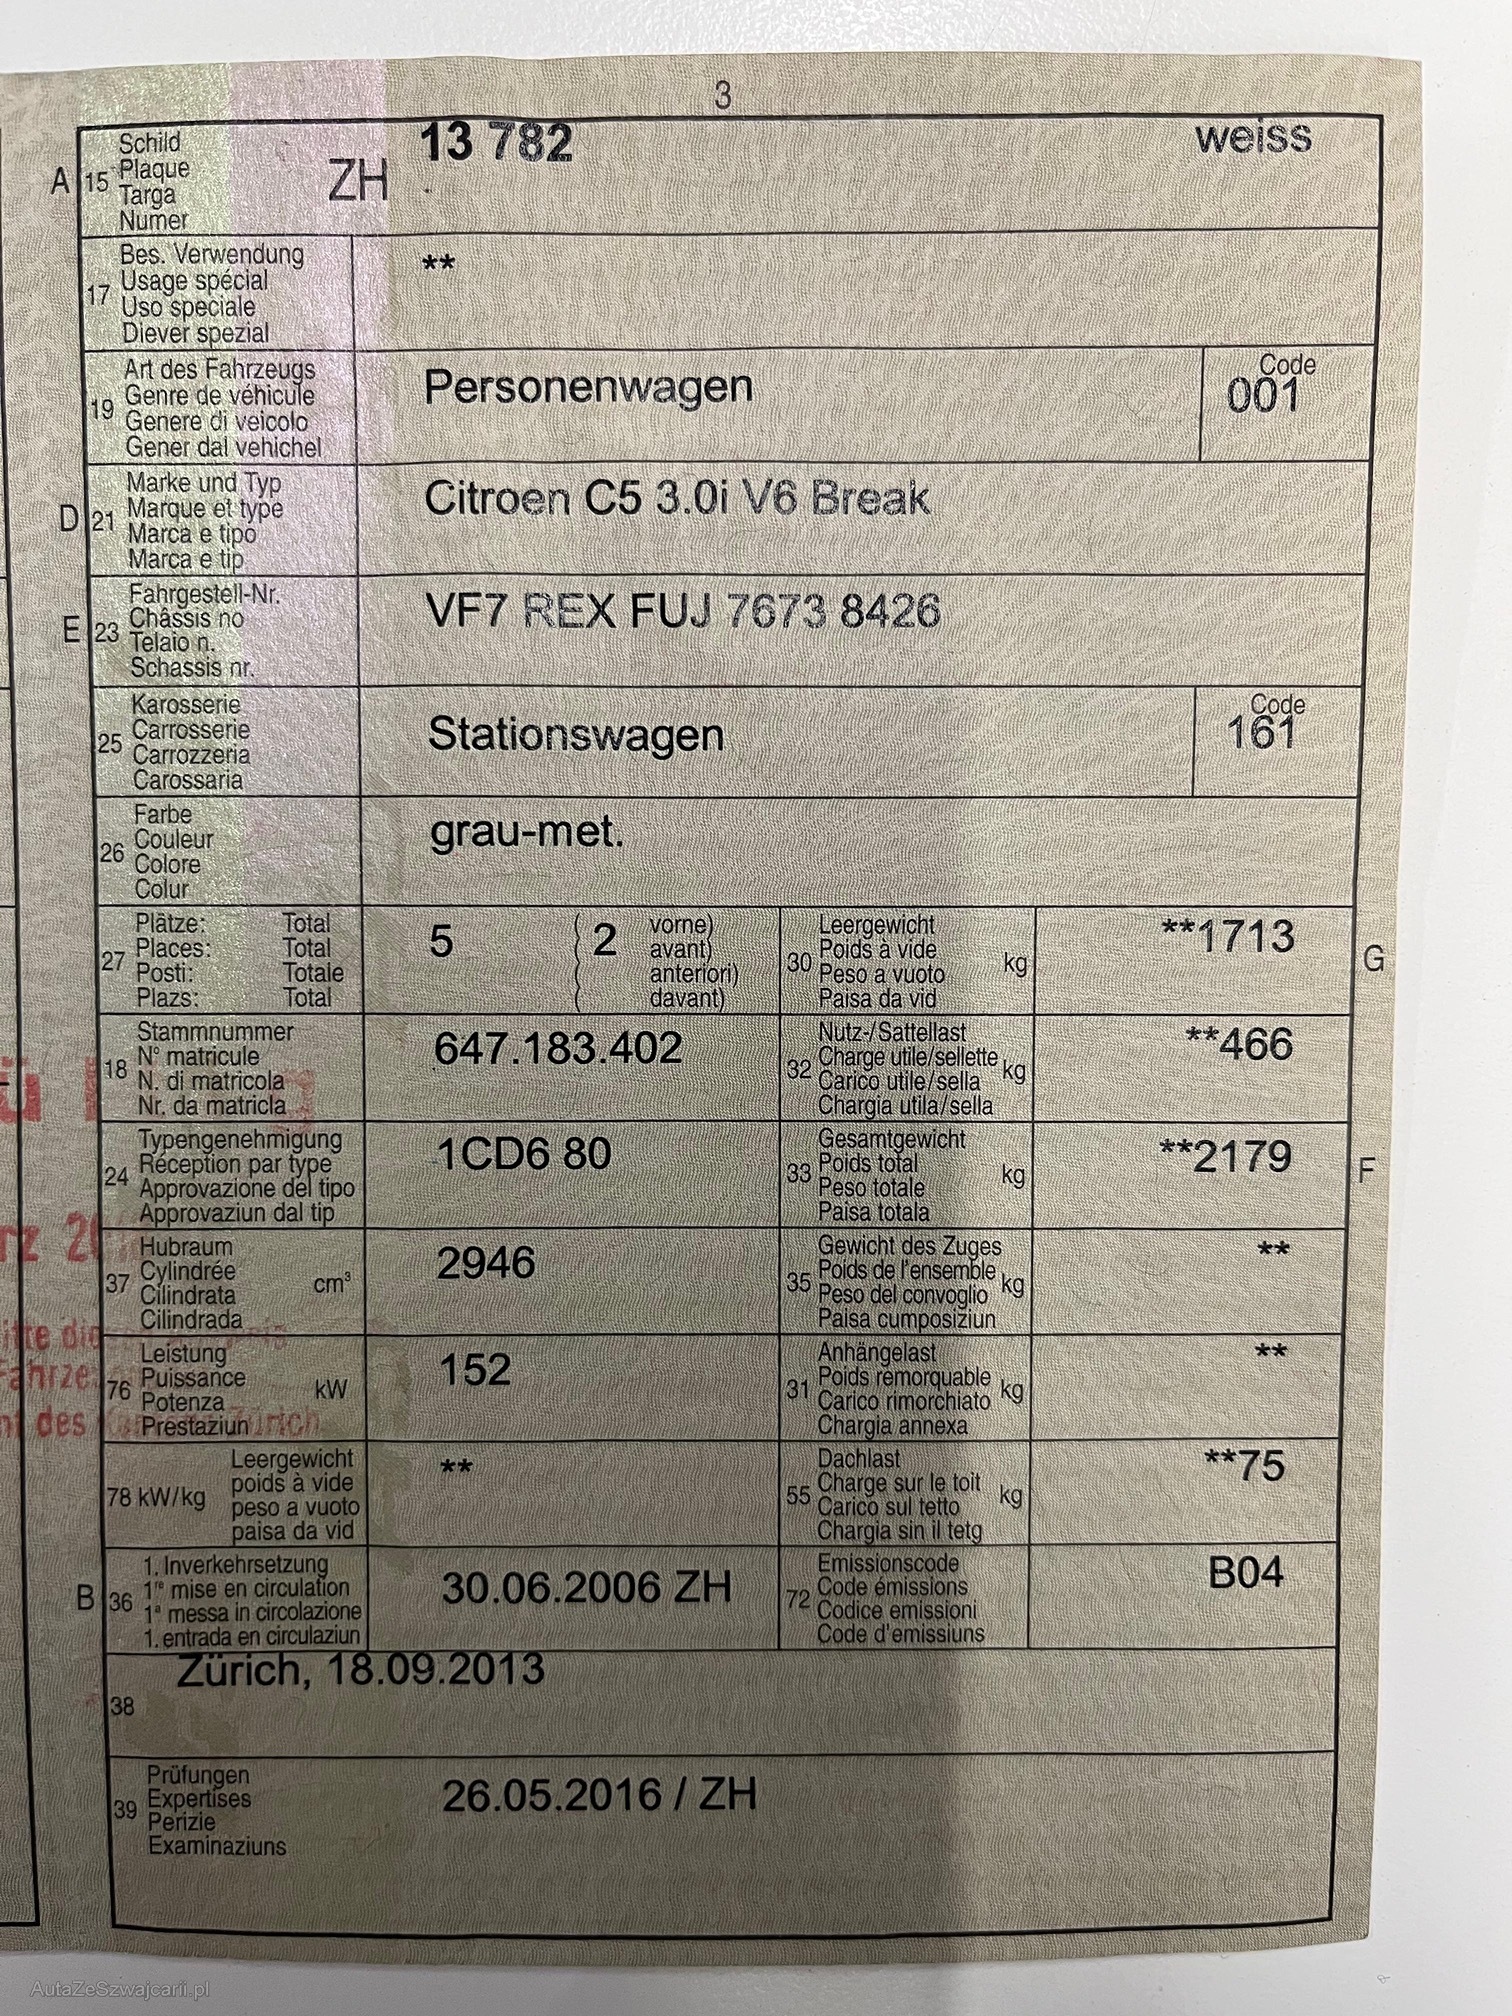 3
A 15 Schild
Plaque
Targa
Numer
ZH 13 782 weiss
17 Bes. Verwendung
Usage spécial
Uso speciale
Diever spezial
**
19 Art des Fahrzeugs
Genre de véhicule
Genere di veicolo
Gener dal vehichel
Personenwagen
Code
001
D 21 Marke und Typ
Marque et type
Marca e tipo
Marca e tip
Citroen C5 3.0i V6 Break
E 23 Fahrgestell-Nr.
Châssis no
Telaio n.
Schassis nr.
VF7 REX FUJ 7673 8426
25 Karosserie
Carrosserie
Carrozzeria
Carossaria
Stationswagen
Code
161
26 Farbe
Couleur
Colore
Colur
grau-met.
27 Plätze: Total
Places: Total
Posti: Totale
Plazs: Total
5 ( 2 vorne)
avant)
anteriori)
( davant)
30 Leergewicht
Poids à vide
Peso a vuoto
Paisa da vid
kg
**1713
G
18 Stammnummer
N° matricule
N. di matricola
Nr. da matricla
647.183.402
32 Nutz-/Sattellast
Charge utile/sellette
Carico utile/sella
Chargia utila/sella
kg
**466
24 Typengenehmigung
Réception par type
Approvazione del tipo
Approvaziun dal tip
1CD6 80
33 Gesamtgewicht
Poids total
Peso totale
Paisa totala
kg
**2179
F
37 Hubraum
Cylindrée
Cilindrata
Cilindrada
cm³
2946
35 Gewicht des Zuges
Poids de l'ensemble
Peso del convoglio
Paisa cumposiziun
kg
**
76 Leistung
Puissance
Potenza
Prestaziun
kW
152
31 Anhängelast
Poids remorquable
Carico rimorchiato
Chargia annexa
kg
**
78 kW/kg
Leergewicht
poids à vide
peso a vuoto
paisa da vid
**
55 Dachlast
Charge sur le toit
Carico sul tetto
Chargia sin il tetg
kg
**75
B 36 1. Inverkehrsetzung
1re mise en circulation
1a messa in circolazione
1. entrada en circulaziun
30.06.2006 ZH
72 Emissionscode
Code émissions
Codice emissioni
Code d'emissiuns
B04
38 Zürich, 18.09.2013
39 Prüfungen
Expertises
Perizie
Examinaziuns
26.05.2016 / ZH
des Zürich
AutaZeSzwajcarii.pl